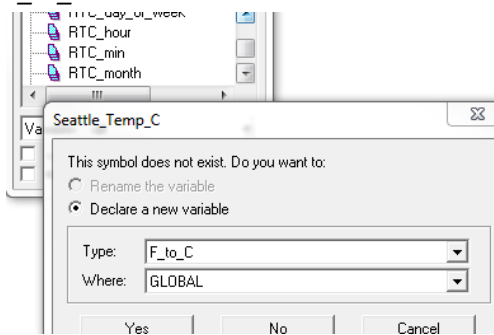 RTC_day_of_week
RTC_hour
RTC_min
RTC_month
Va
Seattle_Temp_C
This symbol does not exist. Do you want to:
Rename the variable
Declare a new variable
Type: F_to_C
Where: GLOBAL
Yes No Cancel